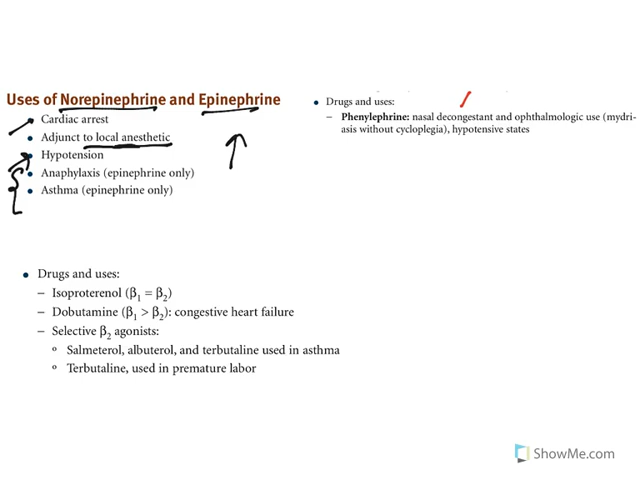 Uses of Norepinephrine and Epinephrine
• Cardiac arrest
• Adjunct to local anesthetic
• Hypotension
• Anaphylaxis (epinephrine only)
• Asthma (epinephrine only)
• Drugs and uses:
– Phenylephrine: nasal decongestant and ophthalmologic use (mydri-
asis without cycloplegia), hypotensive states
• Drugs and uses:
– Isoproterenol (β₁ = β₂)
– Dobutamine (β₁ > β₂): congestive heart failure
– Selective β₂ agonists:
° Salmeterol, albuterol, and terbutaline used in asthma
° Terbutaline, used in premature labor
ShowMe.com